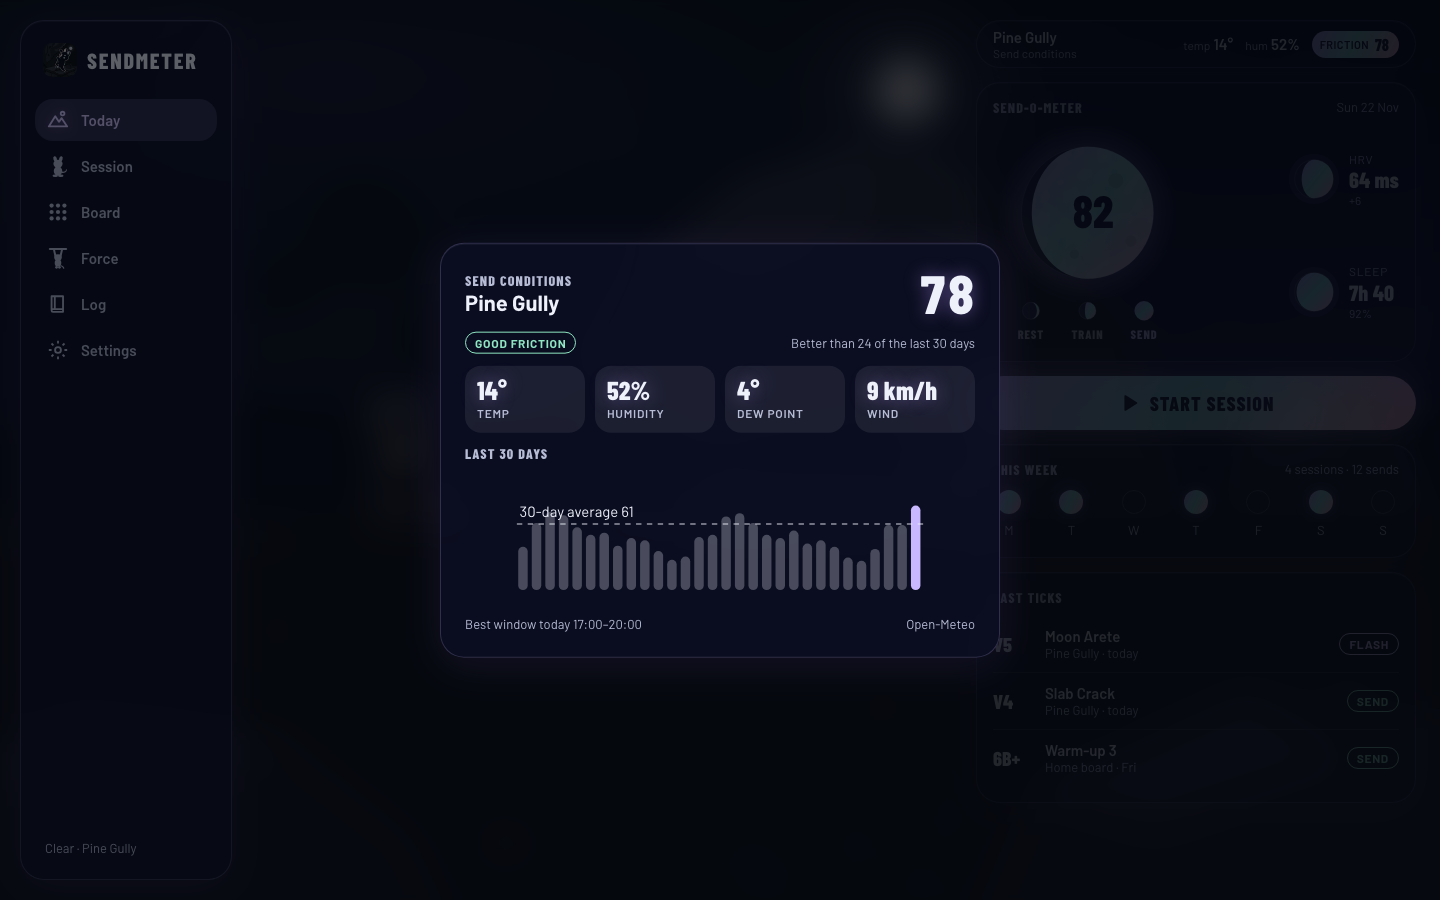 SENDMETER
Today
Session
Board
Force
Log
Settings
Clear · Pine Gully
Pine Gully
Send conditions
temp 14° hum 52% FRICTION 78
SEND-O-METER Sun 22 Nov
82
HRV
64 ms
+6
SLEEP
7h 40
92%
REST TRAIN SEND
START SESSION
HIS WEEK 4 sessions · 12 sends
M T W T F S S
AST TICKS
V5 Moon Arete FLASH
Pine Gully · today
V4 Slab Crack SEND
Pine Gully · today
6B+ Warm-up 3 SEND
Home board · Fri
SEND CONDITIONS
Pine Gully
78
GOOD FRICTION Better than 24 of the last 30 days
14° 52% 4° 9 km/h
TEMP HUMIDITY DEW POINT WIND
LAST 30 DAYS
30-day average 61
Best window today 17:00–20:00 Open-Meteo